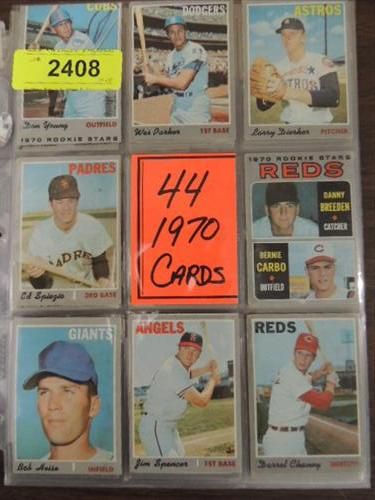 CUBS
2408
Don Young OUTFIELD
1970 ROOKIE STARS
DODGERS
Wes Parker 1ST BASE
ASTROS
Larry Dierker PITCHER
PADRES
Ed Spiezio 3RD BASE
44
1970
CARDS
1970 ROOKIE STARS
REDS
DANNY
BREEDEN
CATCHER
BERNIE
CARBO
OUTFIELD
GIANTS
Bob Heise INFIELD
ANGELS
Jim Spencer 1ST BASE
REDS
Darrel Chaney